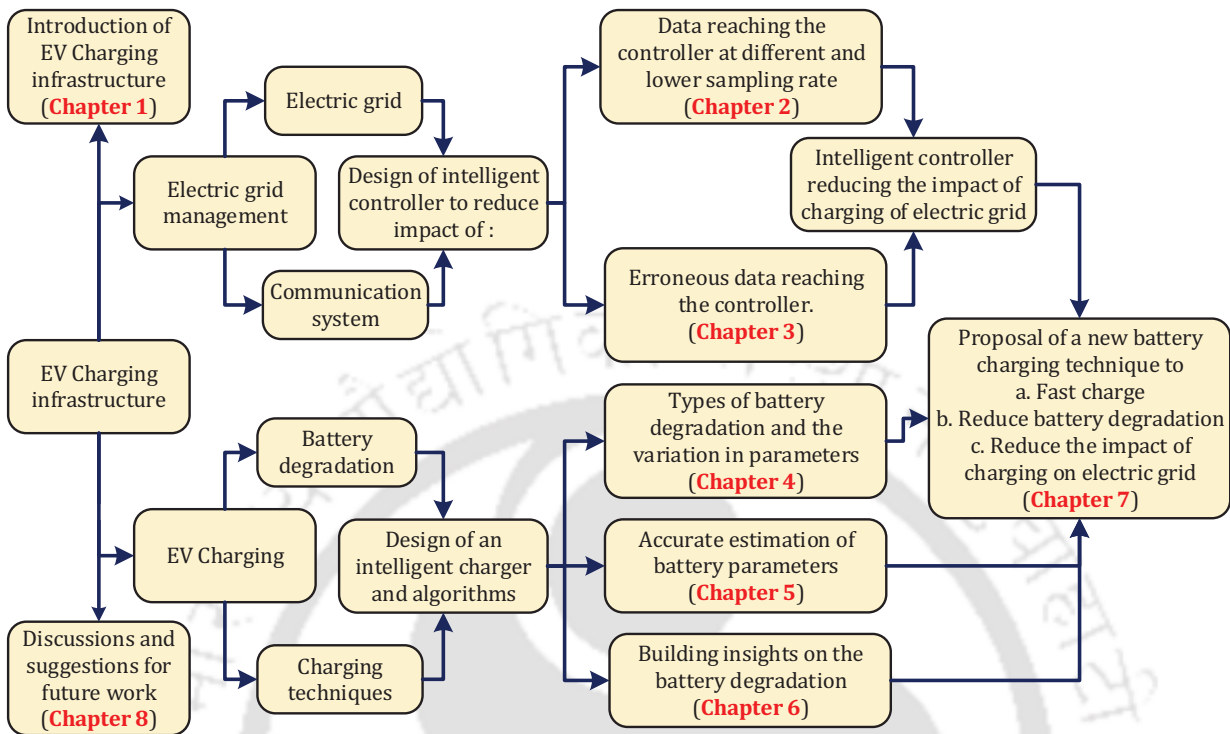 Introduction of
EV Charging
infrastructure
(Chapter 1)
Electric grid
management
Electric grid
Communication
system
Design of intelligent
controller to reduce
impact of :
Data reaching the
controller at different and
lower sampling rate
(Chapter 2)
Erroneous data reaching
the controller.
(Chapter 3)
Intelligent controller
reducing the impact of
charging of electric grid
EV Charging
infrastructure
EV Charging
Battery
degradation
Charging
techniques
Design of an
intelligent charger
and algorithms
Types of battery
degradation and the
variation in parameters
(Chapter 4)
Accurate estimation of
battery parameters
(Chapter 5)
Building insights on the
battery degradation
(Chapter 6)
Proposal of a new battery
charging technique to
a. Fast charge
b. Reduce battery degradation
c. Reduce the impact of
charging on electric grid
(Chapter 7)
Discussions and
suggestions for
future work
(Chapter 8)